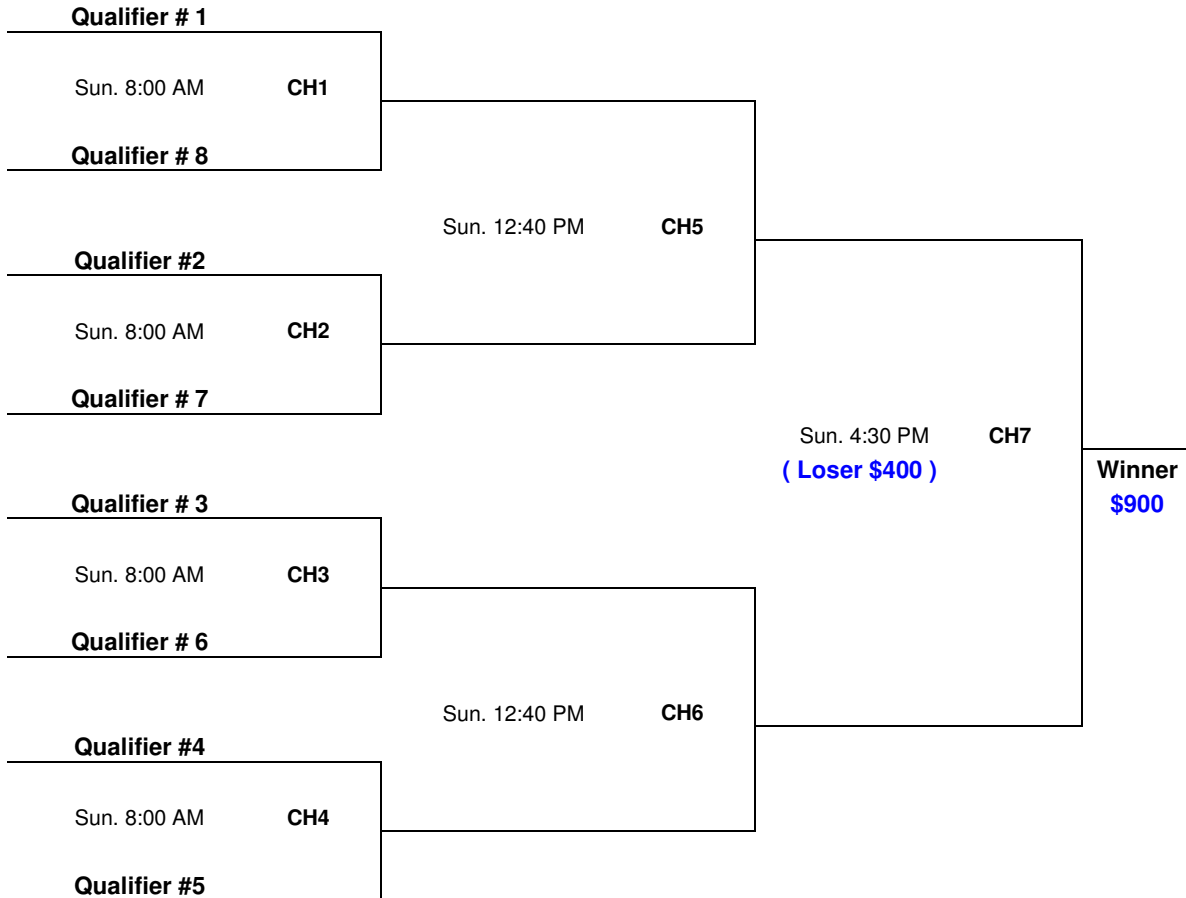 Qualifier # 1
Sun. 8:00 AM CH1
Qualifier # 8
Sun. 12:40 PM CH5
Qualifier #2
Sun. 8:00 AM CH2
Qualifier # 7
Sun. 4:30 PM CH7
( Loser $400 )
Winner
$900
Qualifier # 3
Sun. 8:00 AM CH3
Qualifier # 6
Sun. 12:40 PM CH6
Qualifier #4
Sun. 8:00 AM CH4
Qualifier #5